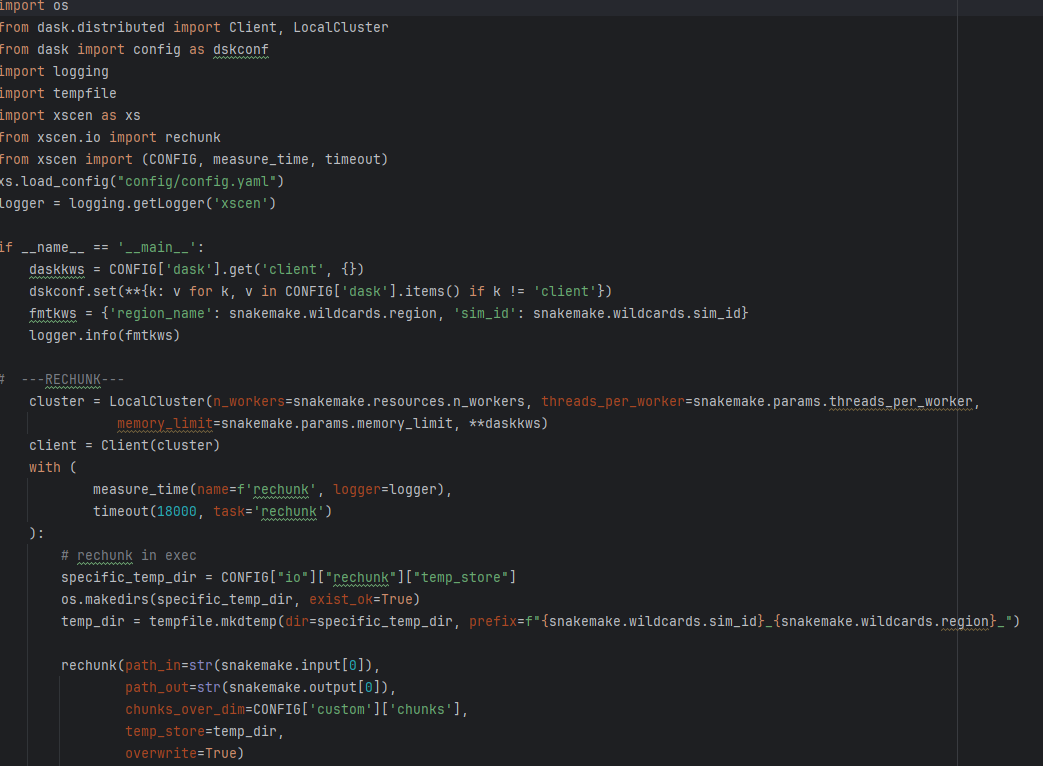 import os
from dask.distributed import Client, LocalCluster
from dask import config as dskconf
import logging
import tempfile
import xscen as xs
from xscen.io import rechunk
from xscen import (CONFIG, measure_time, timeout)
xs.load_config("config/config.yaml")
logger = logging.getLogger('xscen')

if __name__ == '__main__':
    daskkws = CONFIG['dask'].get('client', {})
    dskconf.set(**{k: v for k, v in CONFIG['dask'].items() if k != 'client'})
    fmtkws = {'region_name': snakemake.wildcards.region, 'sim_id': snakemake.wildcards.sim_id}
    logger.info(fmtkws)

#  ---RECHUNK---
    cluster = LocalCluster(n_workers=snakemake.resources.n_workers, threads_per_worker=snakemake.params.threads_per_worker,
               memory_limit=snakemake.params.memory_limit, **daskkws)
    client = Client(cluster)
    with (
            measure_time(name=f'rechunk', logger=logger),
            timeout(18000, task='rechunk')
    ):
        # rechunk in exec
        specific_temp_dir = CONFIG["io"]["rechunk"]["temp_store"]
        os.makedirs(specific_temp_dir, exist_ok=True)
        temp_dir = tempfile.mkdtemp(dir=specific_temp_dir, prefix=f"{snakemake.wildcards.sim_id}_{snakemake.wildcards.region}_")

        rechunk(path_in=str(snakemake.input[0]),
                path_out=str(snakemake.output[0]),
                chunks_over_dim=CONFIG['custom']['chunks'],
                temp_store=temp_dir,
                overwrite=True)